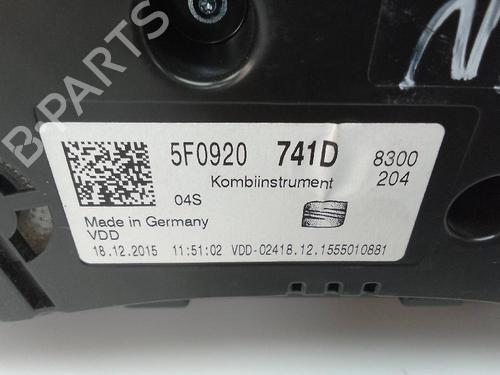 B-PARTS
5F0920 741D 8300
204
Kombiinstrument
04S
Made in Germany
VDD
18.12.2015 11:51:02 VDD-02418.12.1555010881